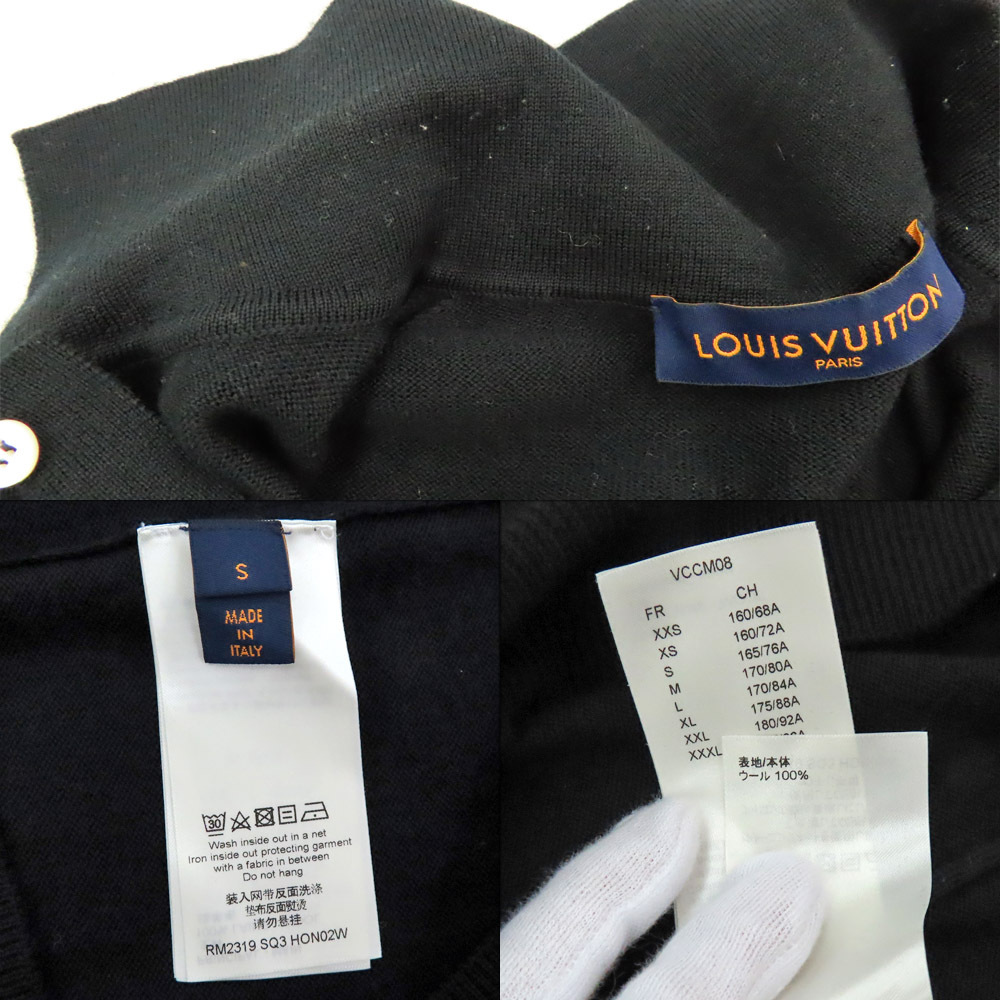 LOUIS VUITTON
PARIS
S
MADE
IN
ITALY
30
Wash inside out in a net
Iron inside out protecting garment
with a fabric in between
Do not hang
装入网带反面洗涤
垫布反面熨烫
请勿悬挂
RM2319 SQ3 HON02W
VCCM08
FR CH
XXS 160/68A
XS 160/72A
S 165/76A
M 170/80A
L 170/84A
XL 175/88A
XXL 180/92A
XXXL
表地/本体
ウール 100%